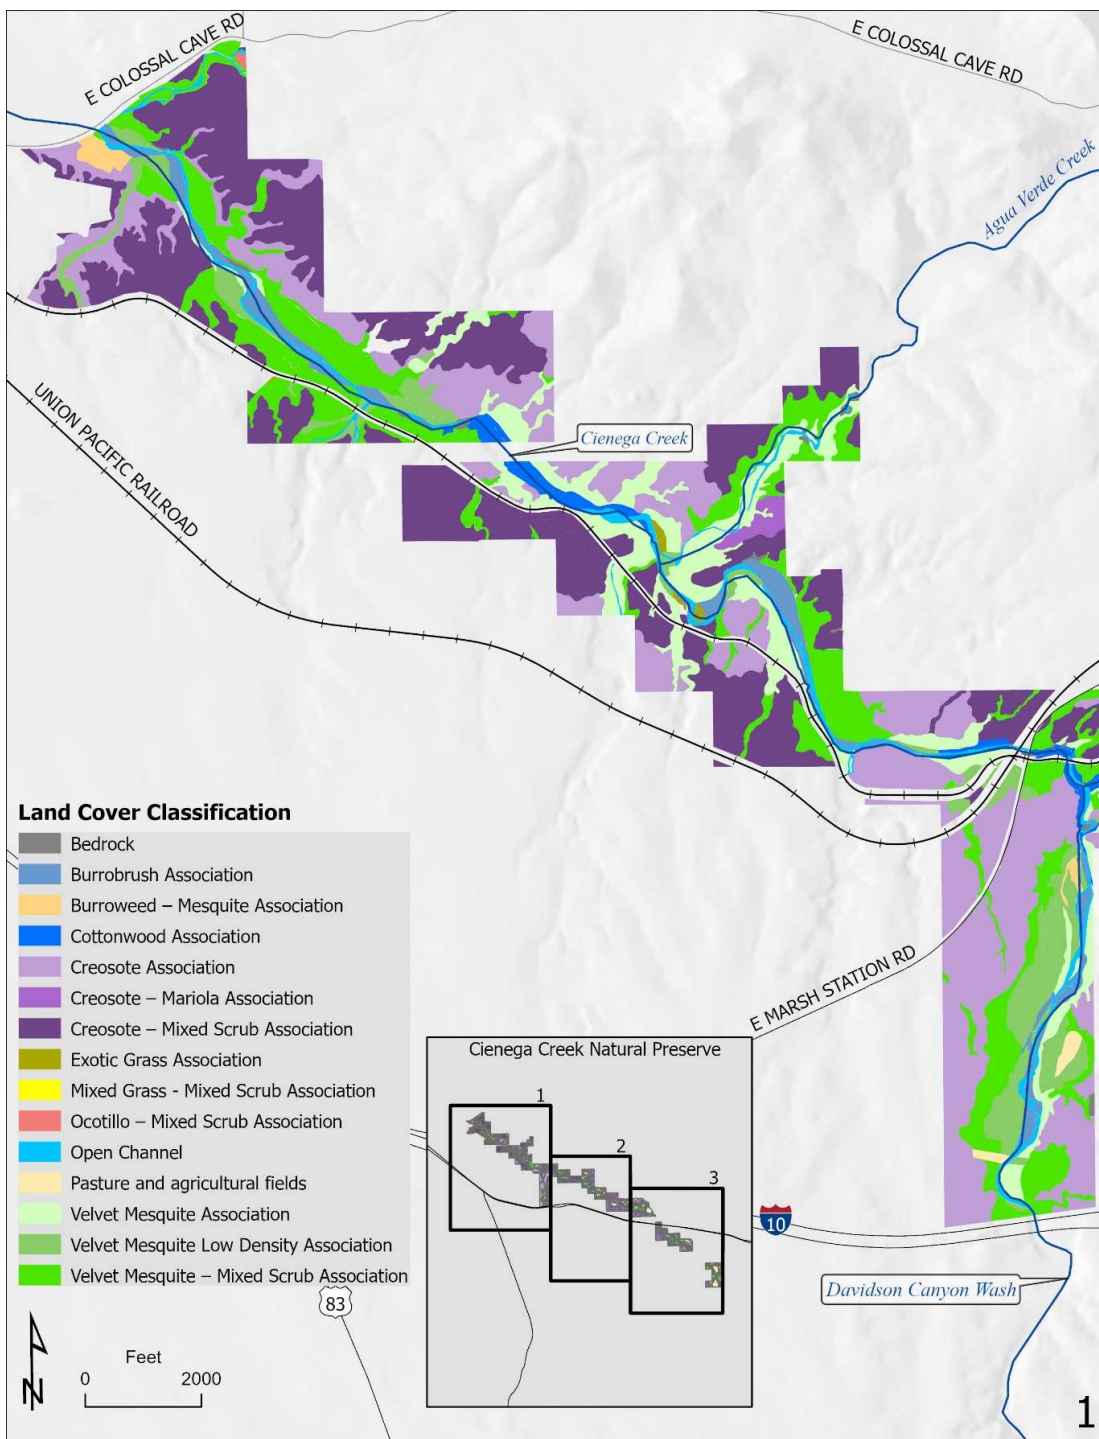 E COLOSSAL CAVE RD
E COLOSSAL CAVE RD
Agua Verde Creek
UNION PACIFIC RAILROAD
Cienega Creek
Land Cover Classification
Bedrock
Burrobrush Association
Burroweed – Mesquite Association
Cottonwood Association
Creosote Association
Creosote – Mariola Association
Creosote – Mixed Scrub Association
Exotic Grass Association
Mixed Grass - Mixed Scrub Association
Ocotillo – Mixed Scrub Association
Open Channel
Pasture and agricultural fields
Velvet Mesquite Association
Velvet Mesquite Low Density Association
Velvet Mesquite – Mixed Scrub Association
E MARSH STATION RD
Cienega Creek Natural Preserve
1
2
3
10
Davidson Canyon Wash
83
N
Feet
0 2000
1